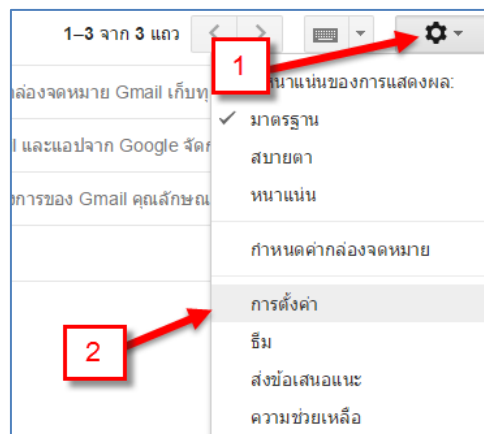 1–3 จาก 3 แถว
1
หนาแน่นของการแสดงผล:
กล่องจดหมาย Gmail เก็บทุ
มาตรฐาน
l และแอปจาก Google จัดก
สบายตา
หนาแน่น
การของ Gmail คุณลักษณ
กำหนดค่ากล่องจดหมาย
การตั้งค่า
2
ธีม
ส่งข้อเสนอแนะ
ความช่วยเหลือ